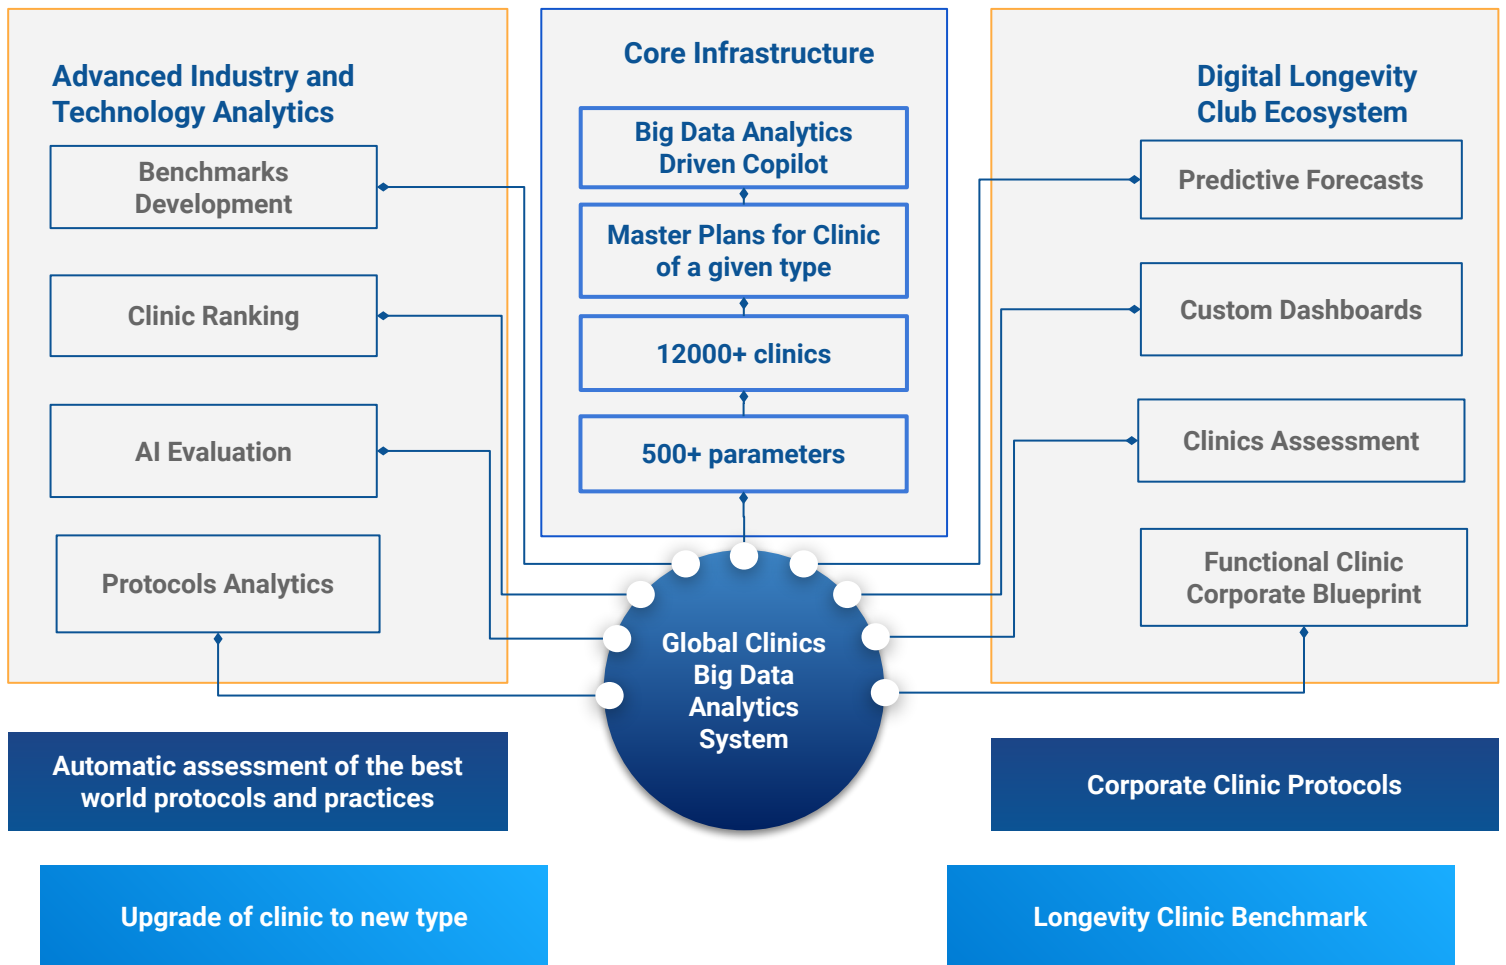 Advanced Industry and
Technology Analytics
Benchmarks
Development
Clinic Ranking
AI Evaluation
Protocols Analytics
Core Infrastructure
Big Data Analytics
Driven Copilot
Master Plans for Clinic
of a given type
12000+ clinics
500+ parameters
Global Clinics
Big Data
Analytics
System
Digital Longevity
Club Ecosystem
Predictive Forecasts
Custom Dashboards
Clinics Assessment
Functional Clinic
Corporate Blueprint
Automatic assessment of the best
world protocols and practices
Corporate Clinic Protocols
Upgrade of clinic to new type
Longevity Clinic Benchmark